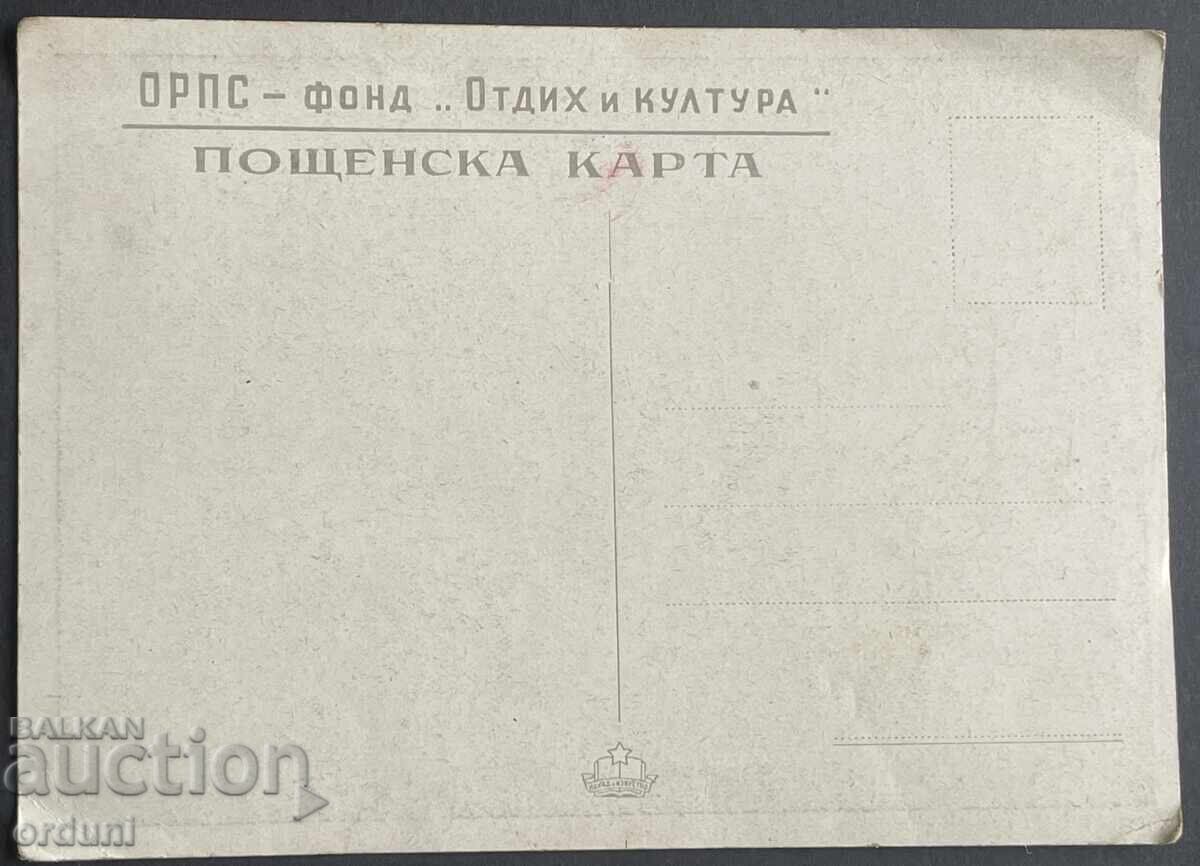 ОРПС – ФОНД „ОТДИХ И КУЛТУРА"
ПОЩЕНСКА КАРТА
BALKAN
auction
orduni